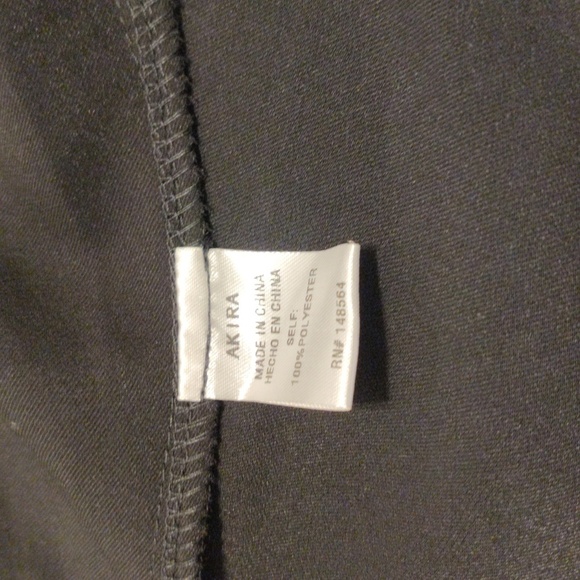 AKIRA
MADE IN CHINA
HECHO EN CHINA
SELF:
100%POLYESTER
RN# 148564